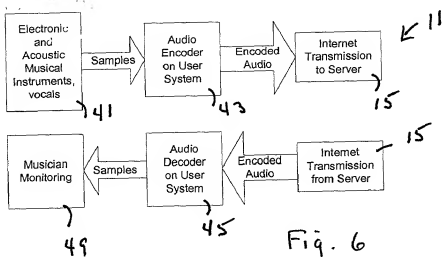 Electronic
and
Acoustic
Musical
Instruments,
vocals
Samples
Audio
Encoder
on User
System
Encoded
Audio
Internet
Transmission
to Server
11
41
43
15
Musician
Monitoring
Samples
Audio
Decoder
on User
System
Encoded
Audio
Internet
Transmission
from Server
15
49
45
Fig. 6